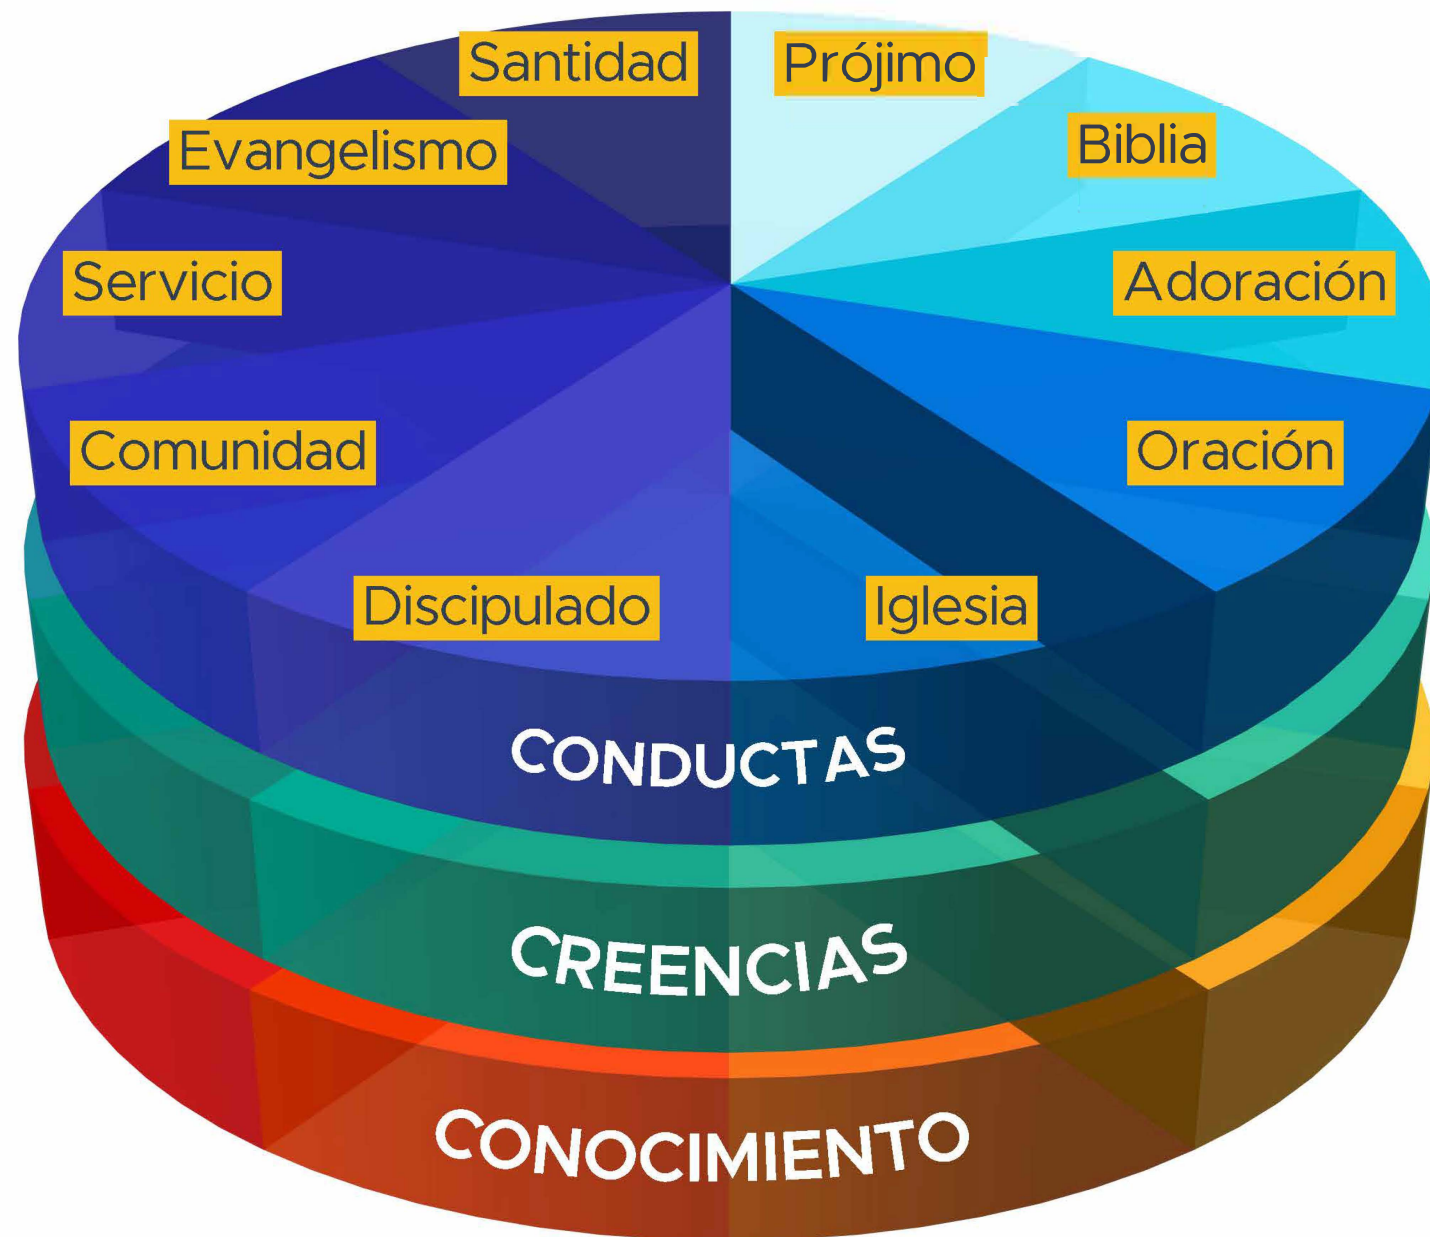 Santidad
Prójimo
Evangelismo
Biblia
Servicio
Adoración
Comunidad
Oración
Discipulado
Iglesia
CONDUCTAS
CREENCIAS
CONOCIMIENTO